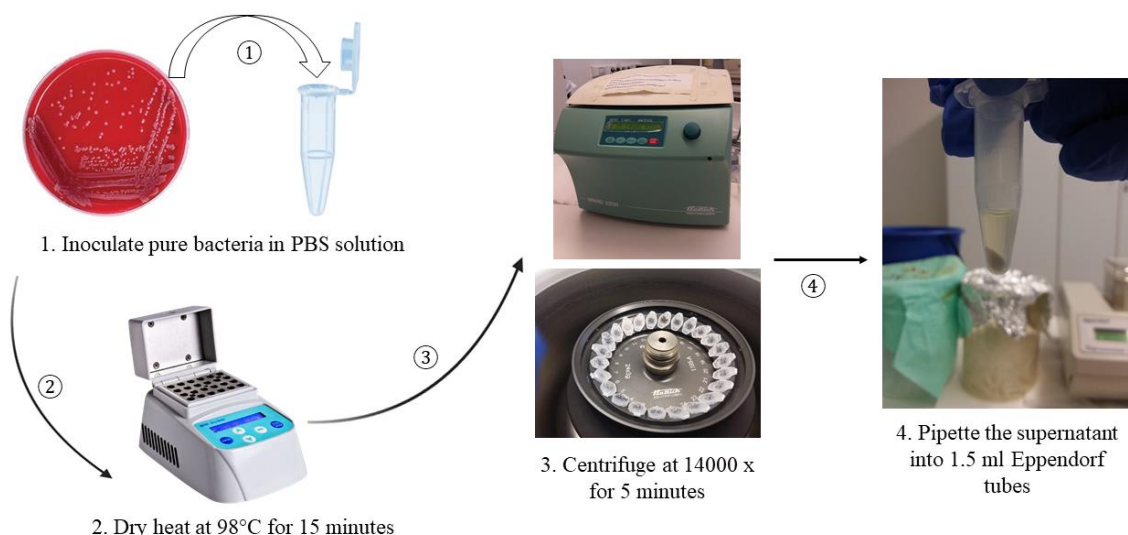 ①
1. Inoculate pure bacteria in PBS solution
②
2. Dry heat at 98°C for 15 minutes
③
3. Centrifuge at 14000 x
for 5 minutes
④
4. Pipette the supernatant
into 1.5 ml Eppendorf
tubes